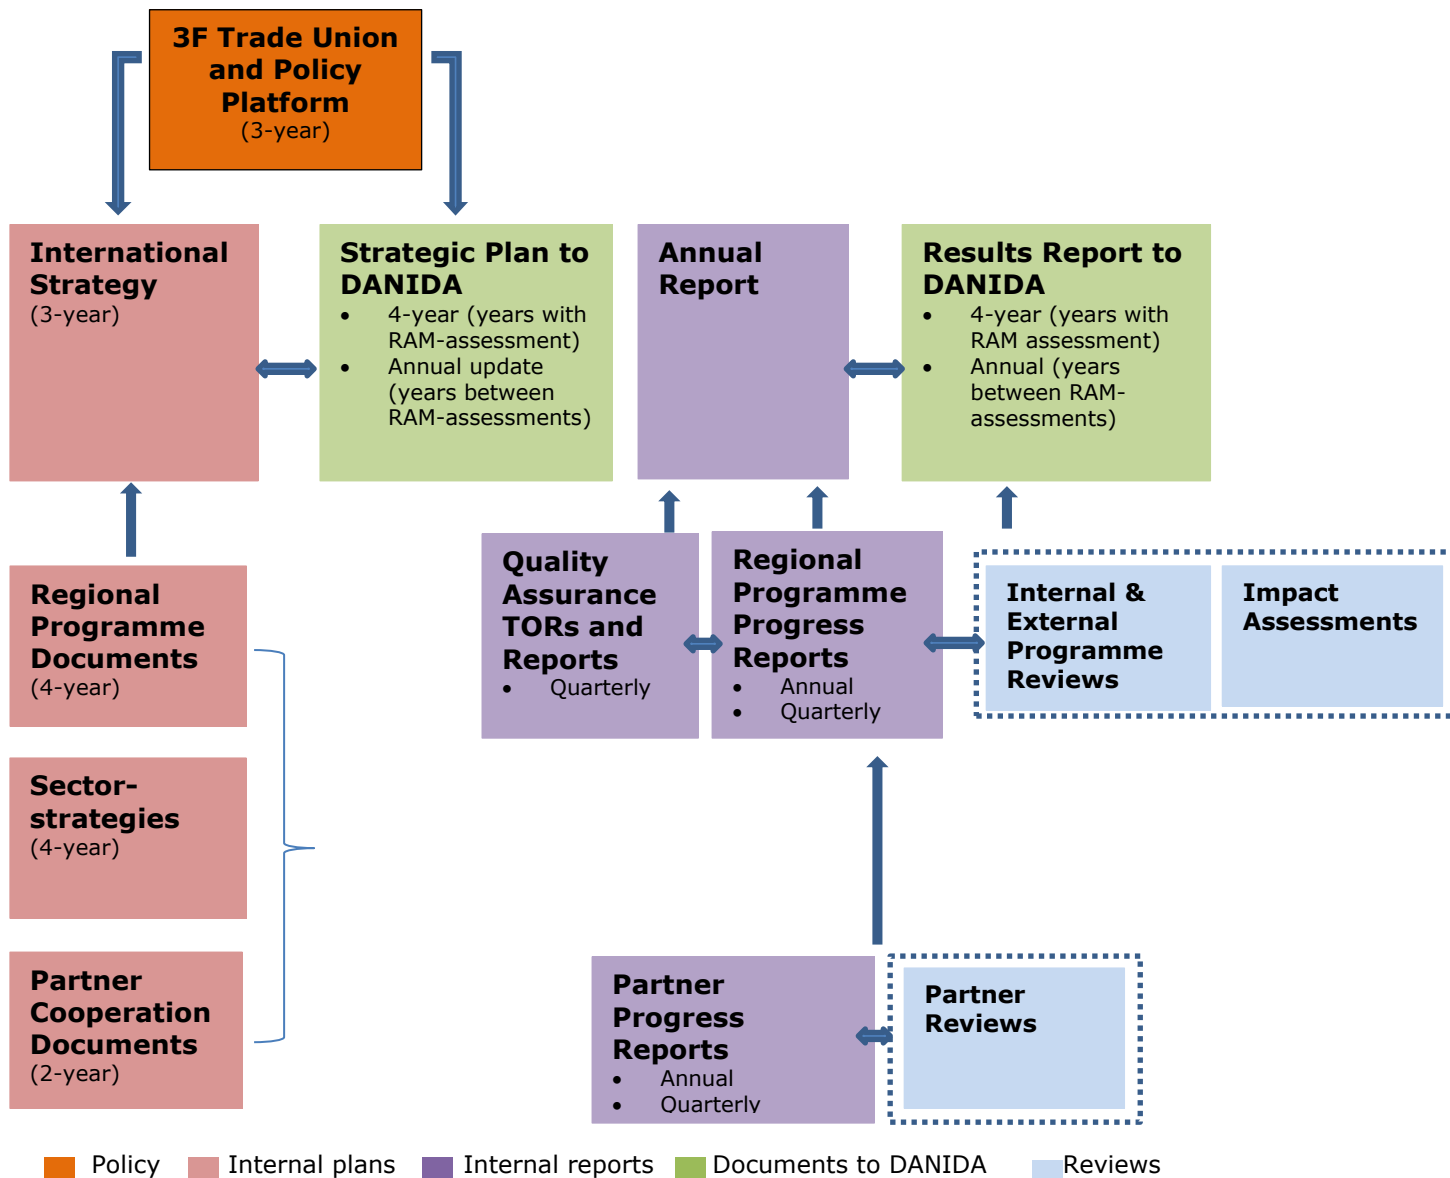 3F Trade Union
and Policy
Platform
(3-year)
International
Strategy
(3-year)
Strategic Plan to
DANIDA
• 4-year (years with
RAM-assessment)
• Annual update
(years between
RAM-assessments)
Annual
Report
Results Report to
DANIDA
• 4-year (years with
RAM assessment)
• Annual (years
between RAM-
assessments)
Regional
Programme
Documents
(4-year)
Quality
Assurance
TORs and
Reports
• Quarterly
Regional
Programme
Progress
Reports
• Annual
• Quarterly
Internal &
External
Programme
Reviews
Impact
Assessments
Sector-
strategies
(4-year)
Partner
Cooperation
Documents
(2-year)
Partner
Progress
Reports
• Annual
• Quarterly
Partner
Reviews
Policy Internal plans Internal reports Documents to DANIDA Reviews